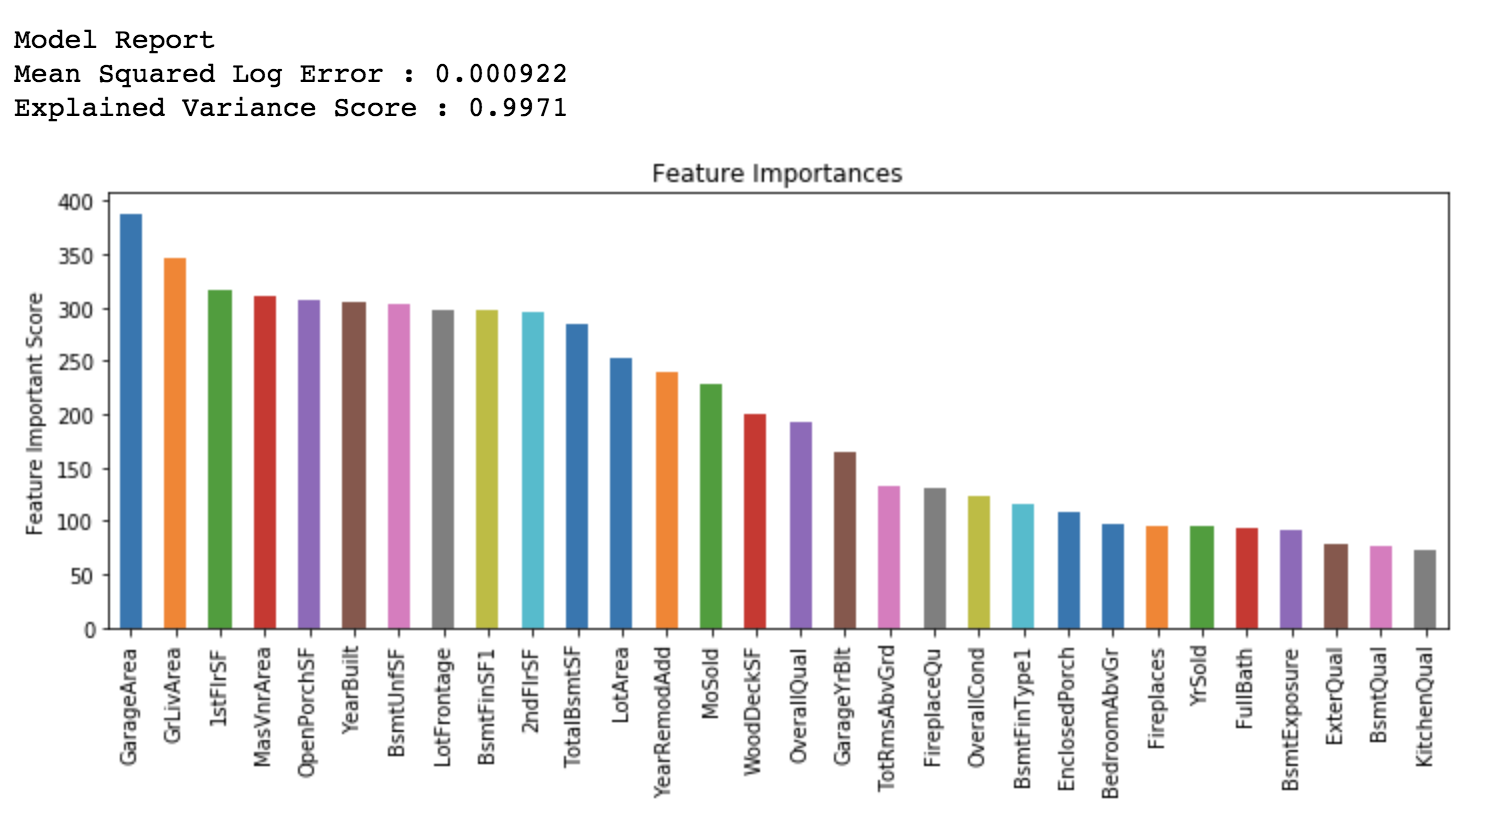 Model Report
Mean Squared Log Error : 0.000922
Explained Variance Score : 0.9971
Feature Importances
Feature Important Score
400
350
300
250
200
150
100
50
0
GarageArea
GrLivArea
1stFlrSF
MasVnrArea
OpenPorchSF
YearBuilt
BsmtUnfSF
LotFrontage
BsmtFinSF1
2ndFlrSF
TotalBsmtSF
LotArea
YearRemodAdd
MoSold
WoodDeckSF
OverallQual
GarageYrBlt
TotRmsAbvGrd
FireplaceQu
OverallCond
BsmtFinType1
EnclosedPorch
BedroomAbvGr
Fireplaces
YrSold
FullBath
BsmtExposure
ExterQual
BsmtQual
KitchenQual